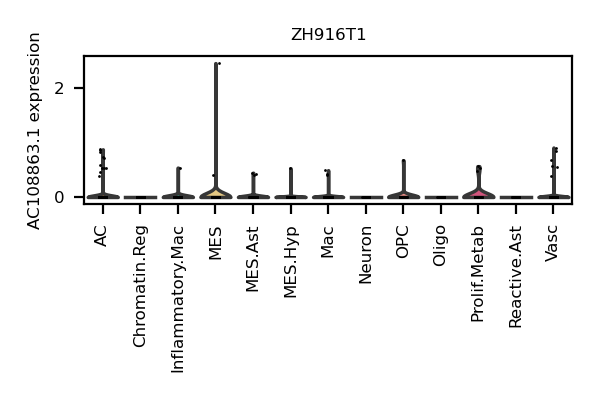 ZH916T1
AC108863.1 expression
2
0
AC
Chromatin.Reg
Inflammatory.Mac
MES
MES.Ast
MES.Hyp
Mac
Neuron
OPC
Oligo
Prolif.Metab
Reactive.Ast
Vasc